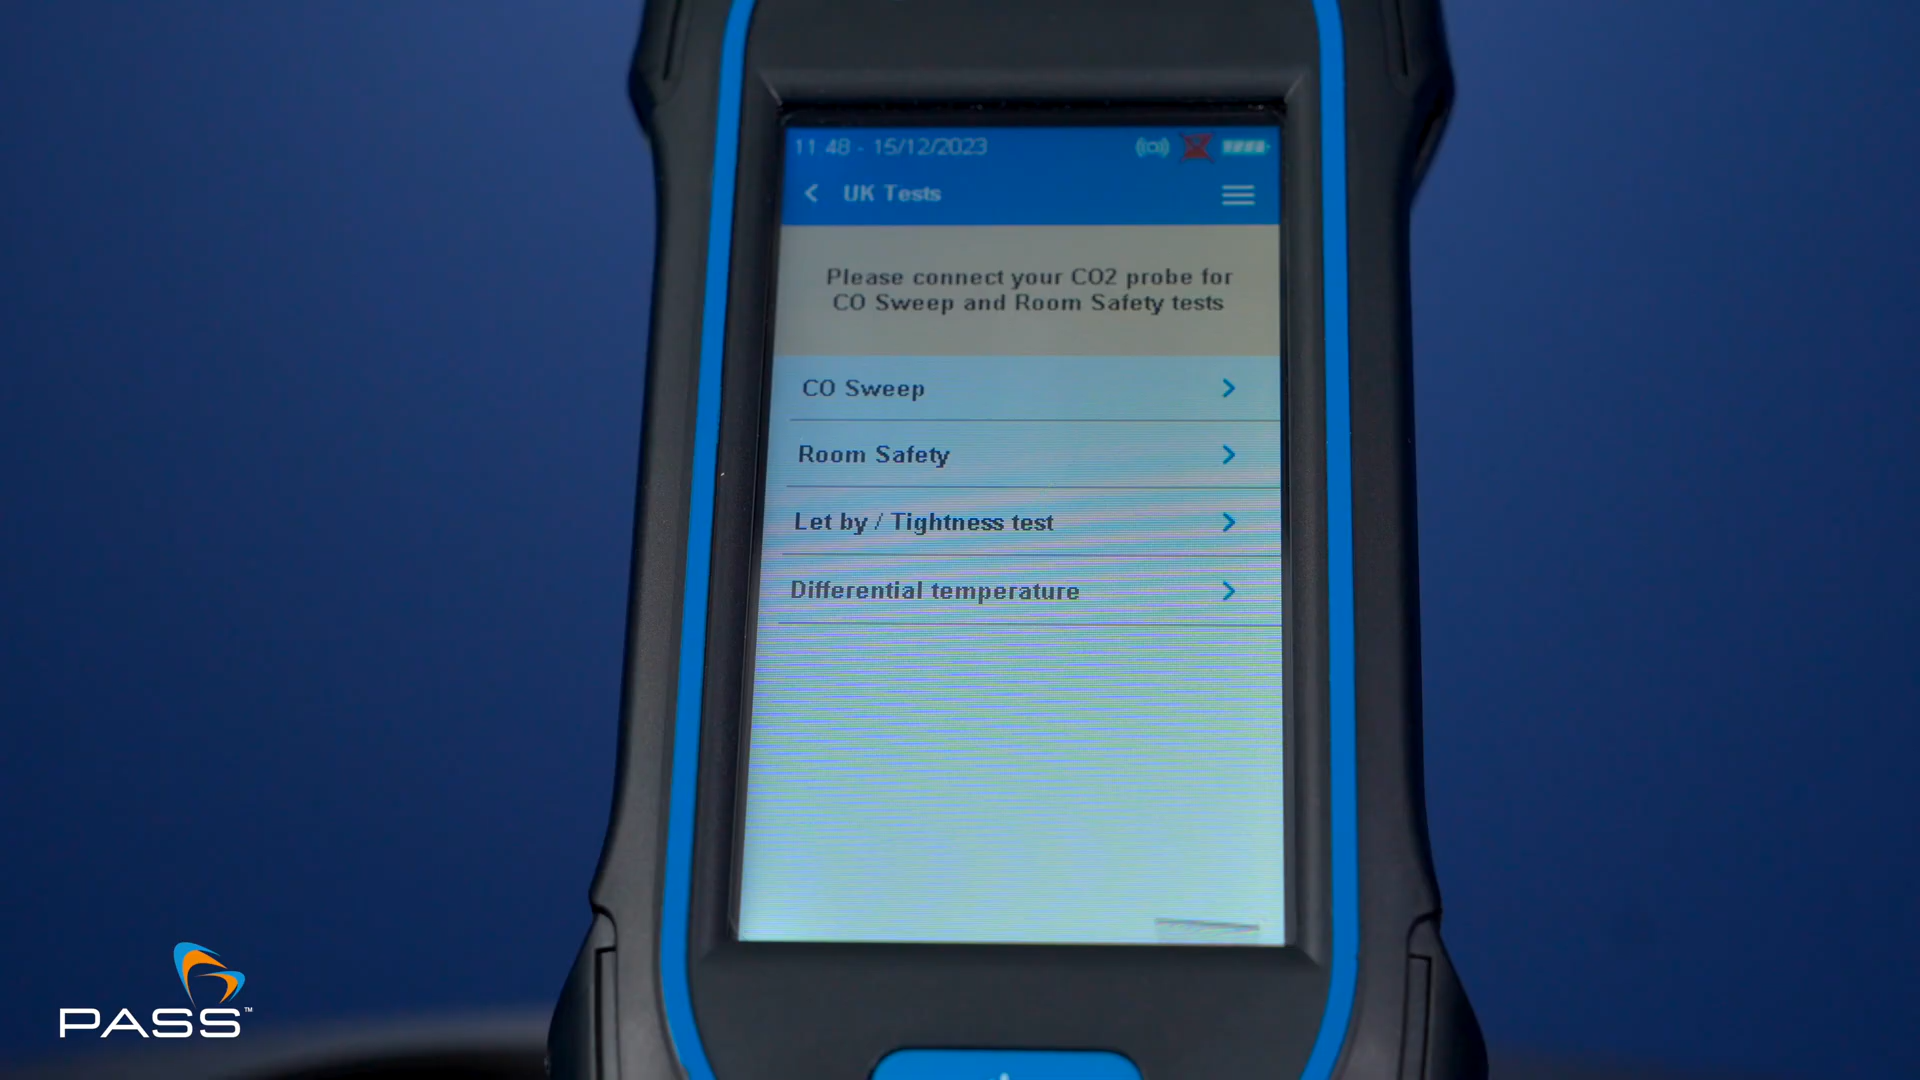 11:48 - 15/12/2023
UK Tests
Please connect your CO2 probe for
CO Sweep and Room Safety tests
CO Sweep
Room Safety
Let by / Tightness test
Differential temperature
PASS™